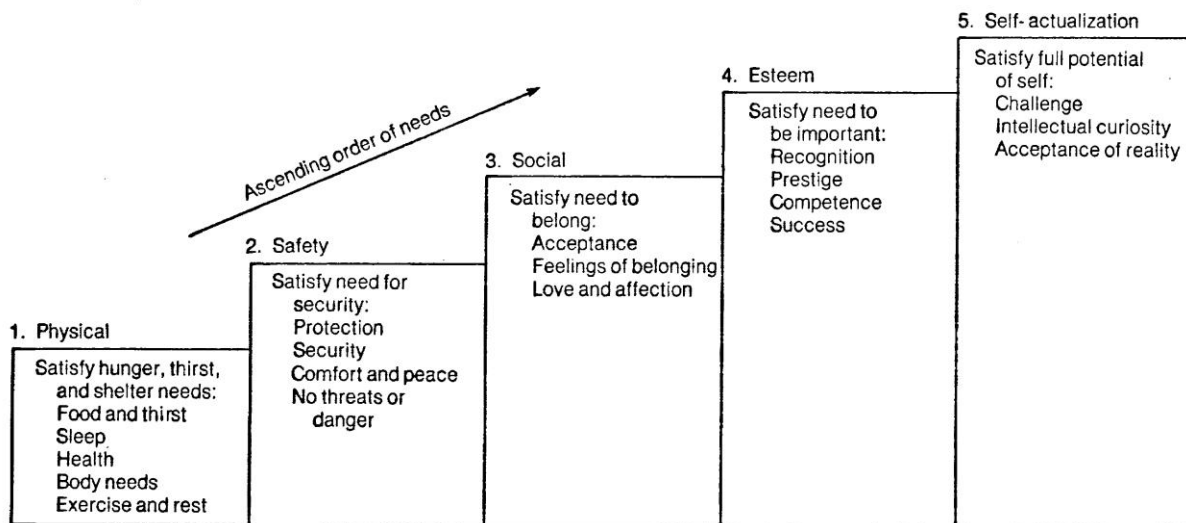 5. Self-actualization
Satisfy full potential
of self:
Challenge
Intellectual curiosity
Acceptance of reality
4. Esteem
Satisfy need to
be important:
Recognition
Prestige
Competence
Success
Ascending order of needs
3. Social
Satisfy need to
belong:
Acceptance
Feelings of belonging
Love and affection
2. Safety
Satisfy need for
security:
Protection
Security
Comfort and peace
No threats or
danger
1. Physical
Satisfy hunger, thirst,
and shelter needs:
Food and thirst
Sleep
Health
Body needs
Exercise and rest